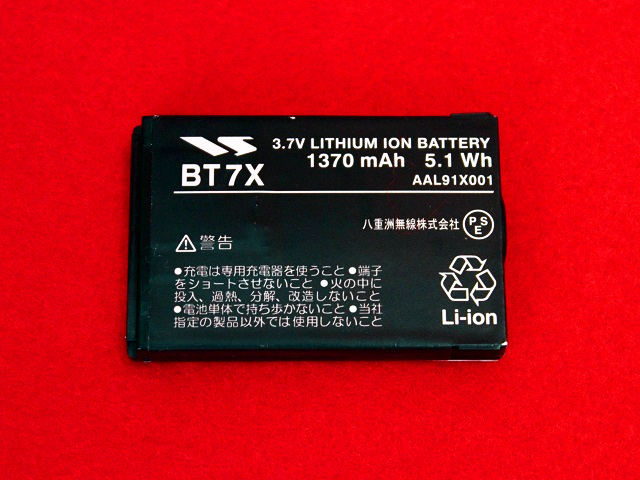 3.7V LITHIUM ION BATTERY
BT7X
1370 mAh 5.1 Wh
AAL91X001
八重洲無線株式会社
PSE
警告
●充電は専用充電器を使うこと●端子
をショートさせないこと●火の中に
投入、過熱、分解、改造しないこと
●電池単体で持ち歩かないこと●当社
指定の製品以外では使用しないこと
Li-ion